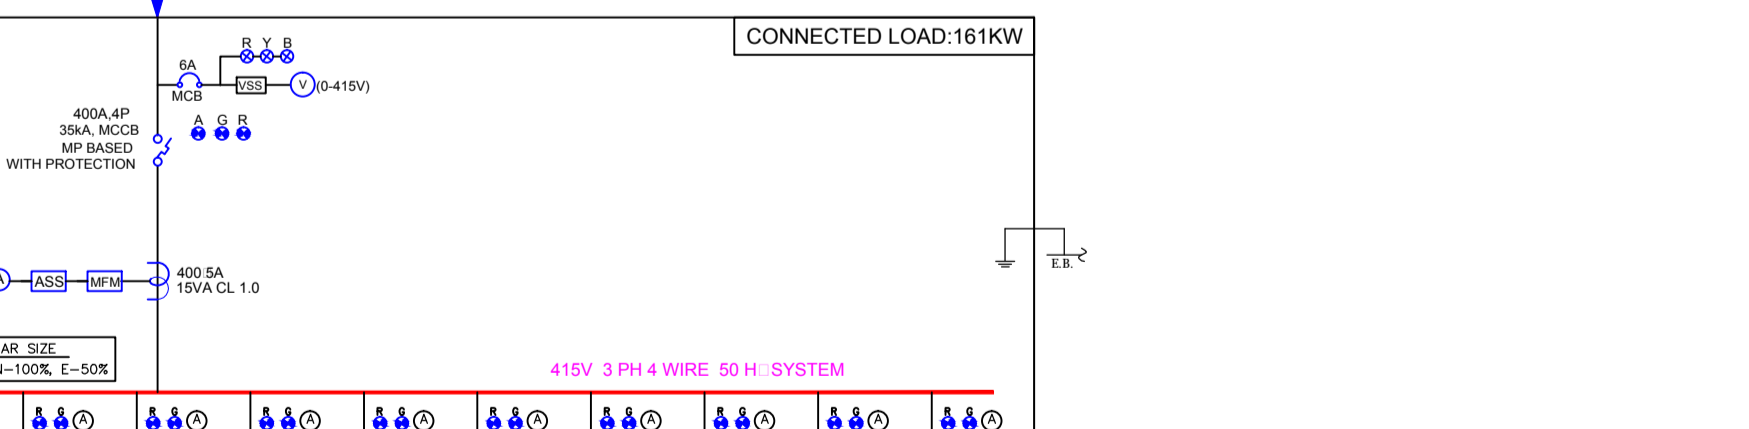 CONNECTED LOAD:161KW
R Y B
6A
VSS
V
(0-415V)
MCB
400A,4P
35kA, MCCB
MP BASED
WITH PROTECTION
A G R
E.B.
ASS
MFM
400 5A
15VA CL 1.0
AR SIZE
-100%, E-50%
415V 3 PH 4 WIRE 50 H□SYSTEM
R G A
R G A
R G A
R G A
R G A
R G A
R G A
R G A
R G A